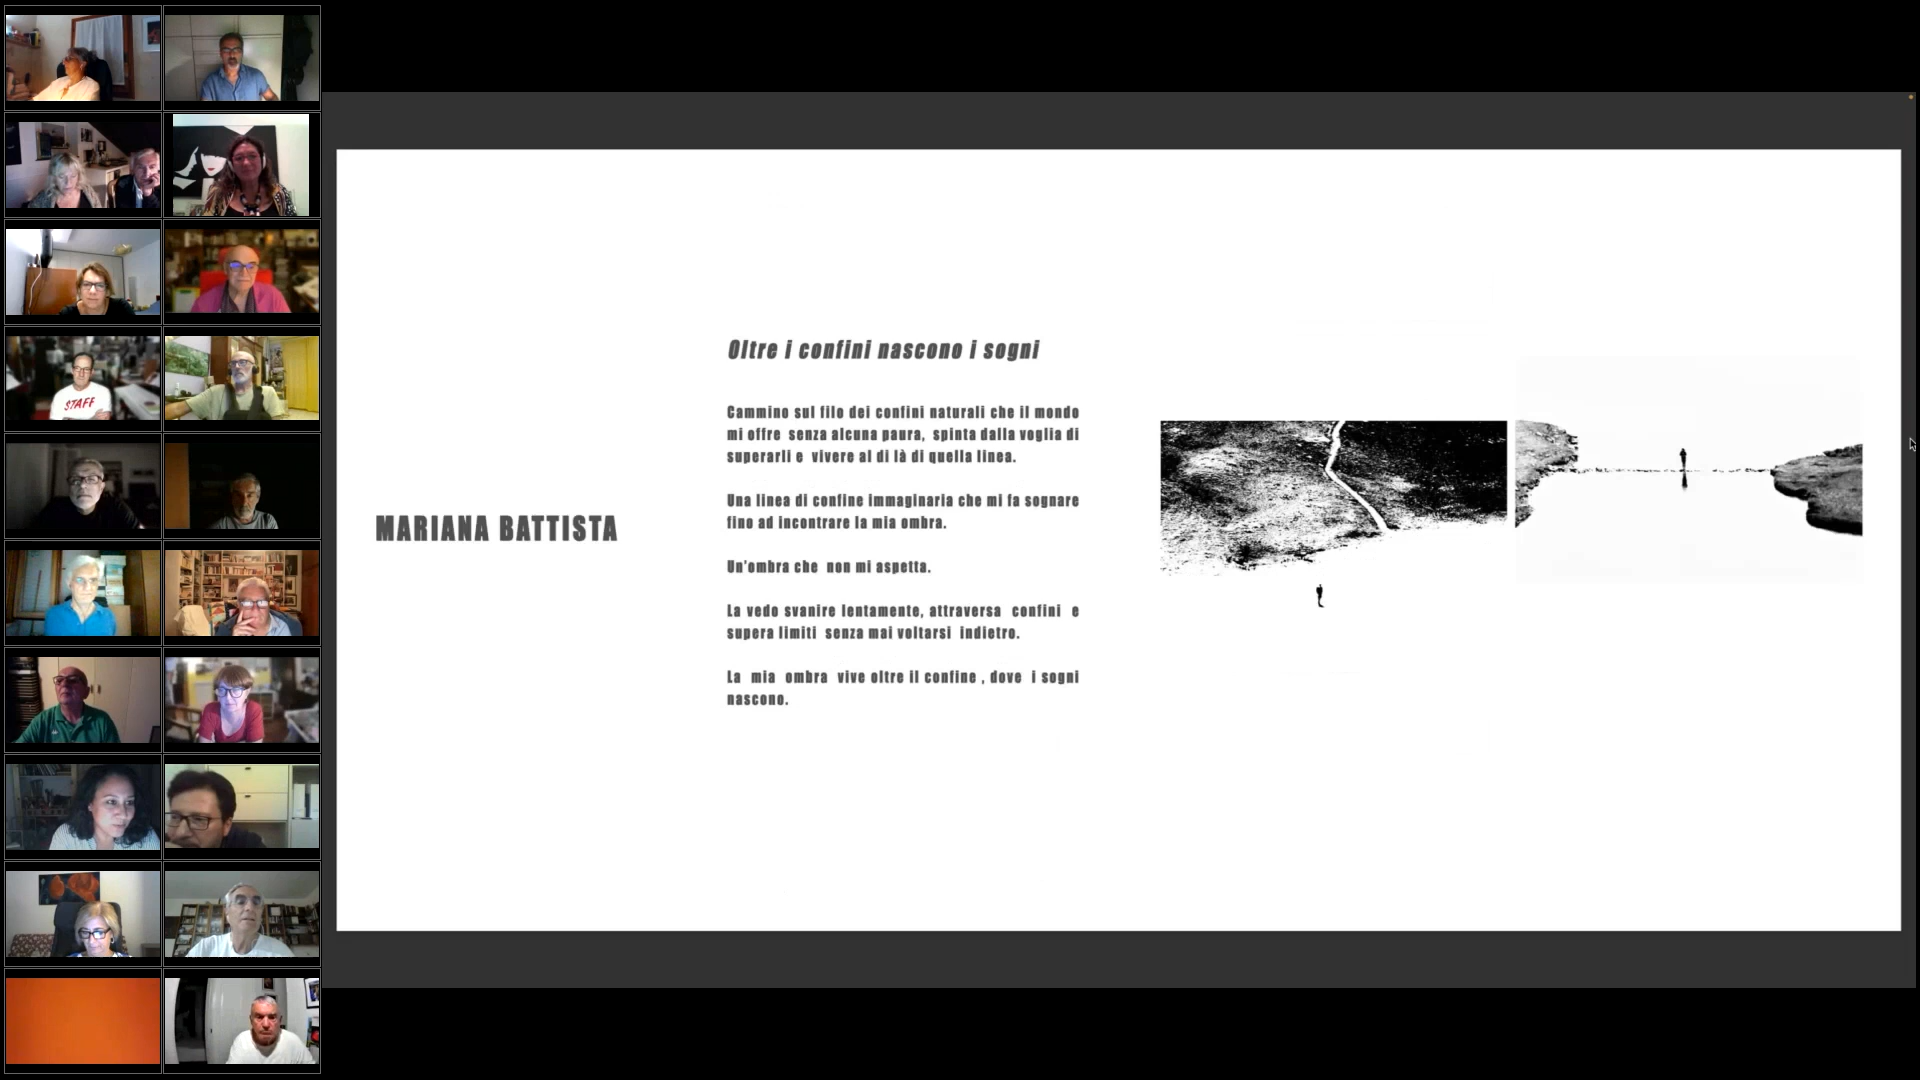 STAFF
MARIANA BATTISTA
Oltre i confini nascono i sogni
Cammino sul filo dei confini naturali che il mondo
mi offre senza alcuna paura, spinta dalla voglia di
superarli e vivere al di là di quella linea.
Una linea di confine immaginaria che mi fa sognare
fino ad incontrare la mia ombra.
Un'ombra che non mi aspetta.
La vedo svanire lentamente, attraversa confini e
supera limiti senza mai voltarsi indietro.
La mia ombra vive oltre il confine , dove i sogni
nascono.